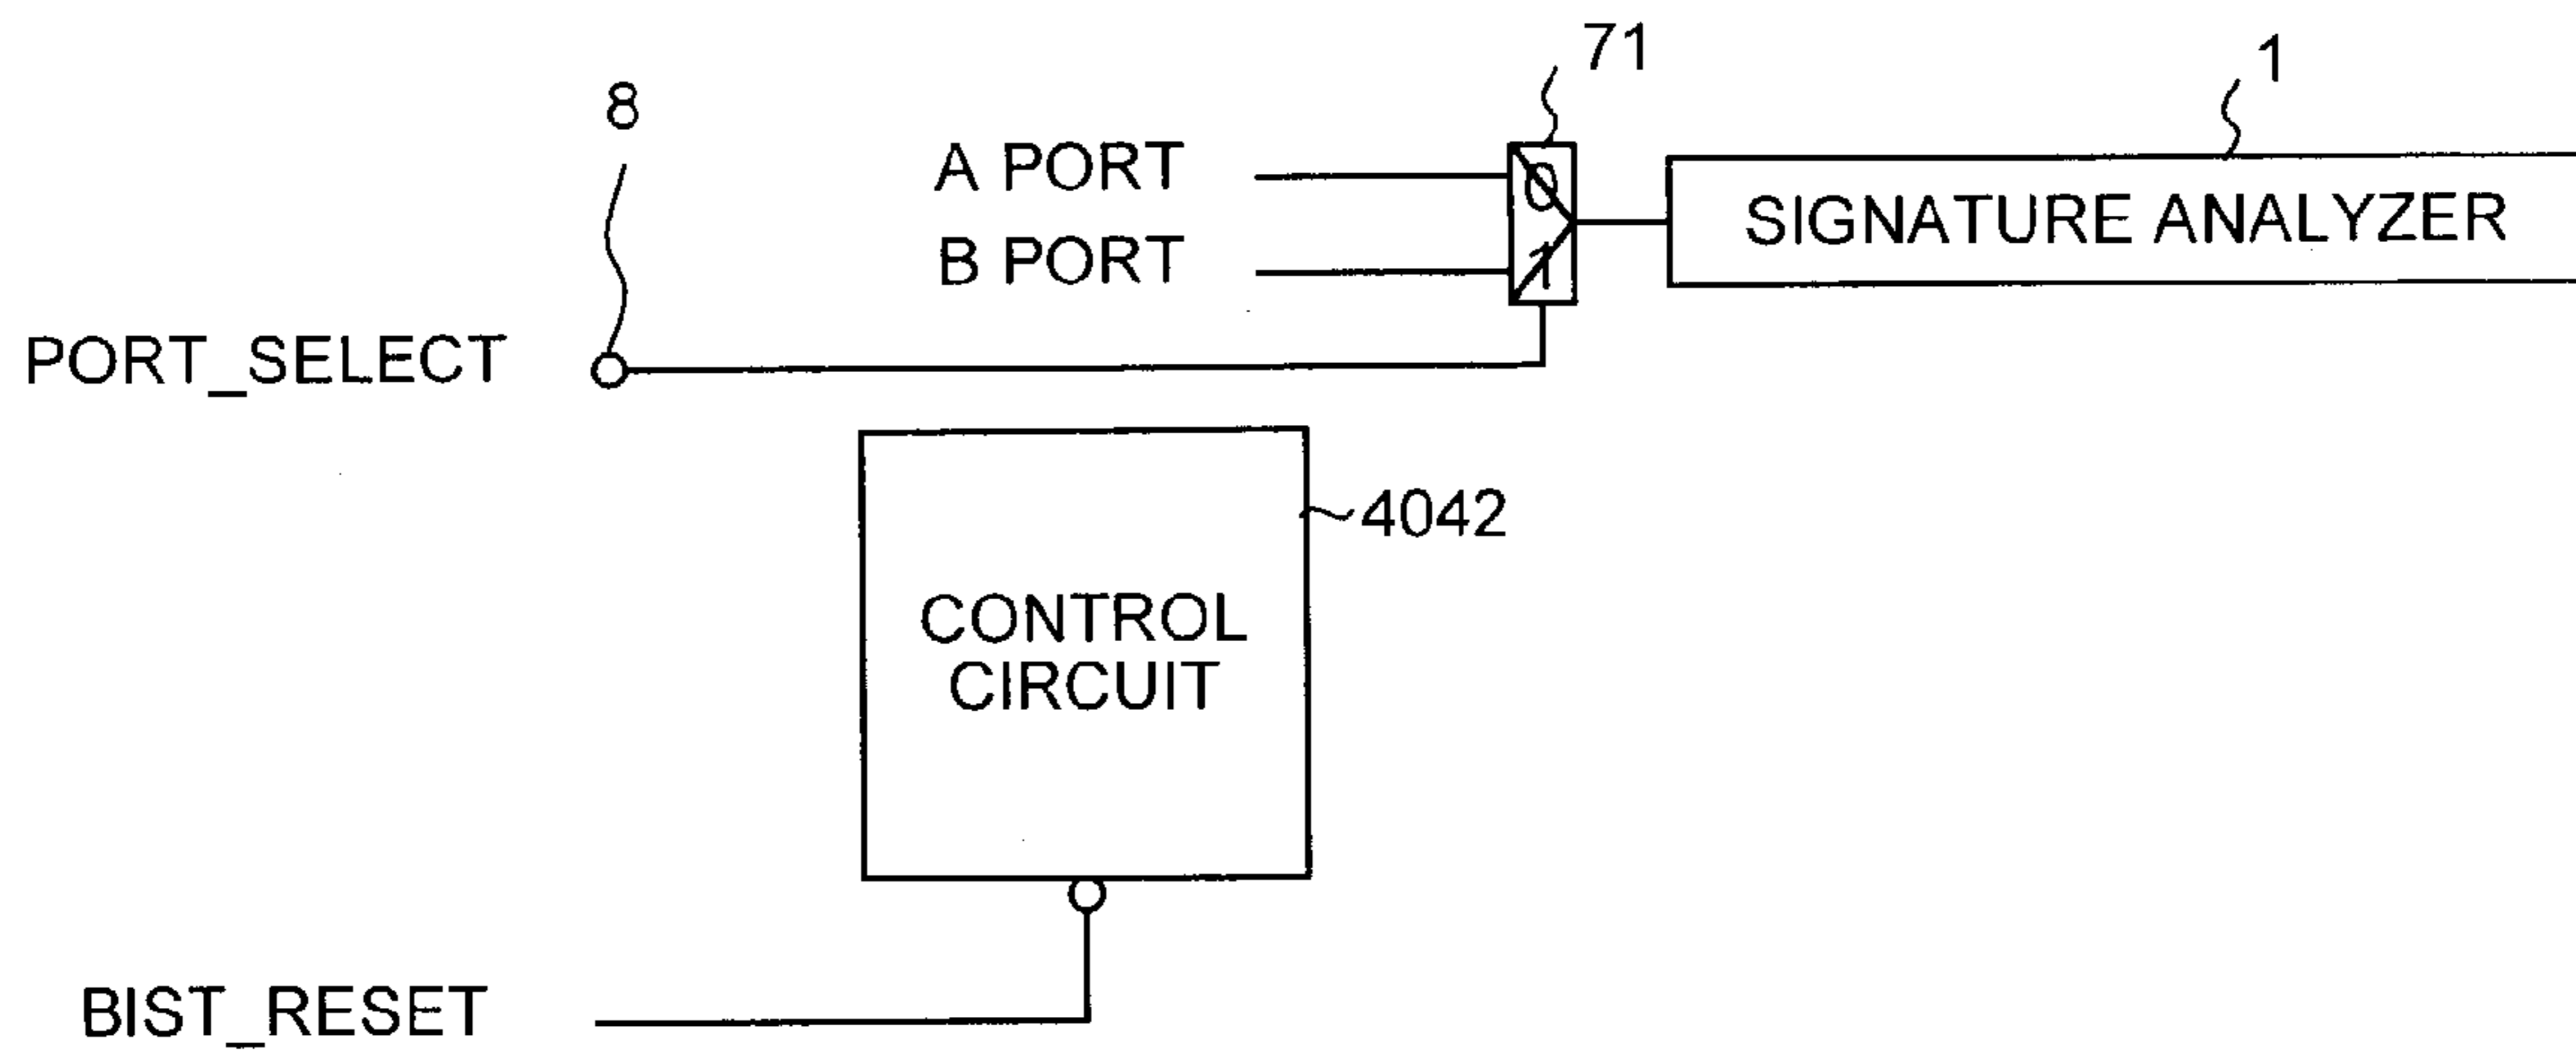 71
1
8
A PORT
0
SIGNATURE ANALYZER
B PORT
1
PORT_SELECT
4042
CONTROL
CIRCUIT
BIST_RESET